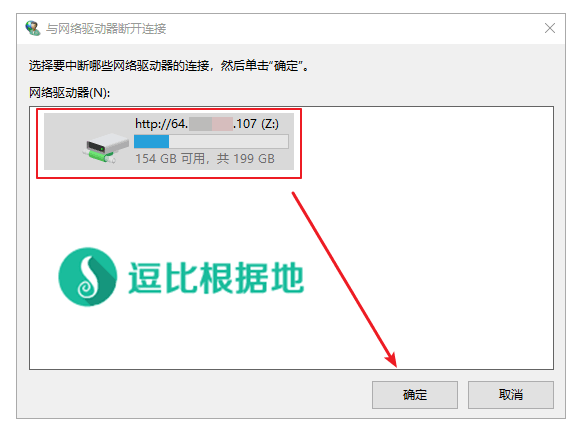 与网络驱动器断开连接
选择要中断哪些网络驱动器的连接，然后单击“确定”。
网络驱动器(N):
http://64. .107 (Z:)
154 GB 可用，共 199 GB
逗比根据地
确定
取消